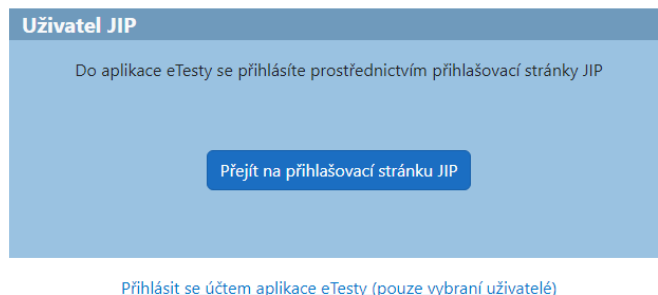 Uživatel JIP
Do aplikace eTesty se přihlásíte prostřednictvím přihlašovací stránky JIP
Přejít na přihlašovací stránku JIP
Přihlásit se účtem aplikace eTesty (pouze vybraní uživatelé)